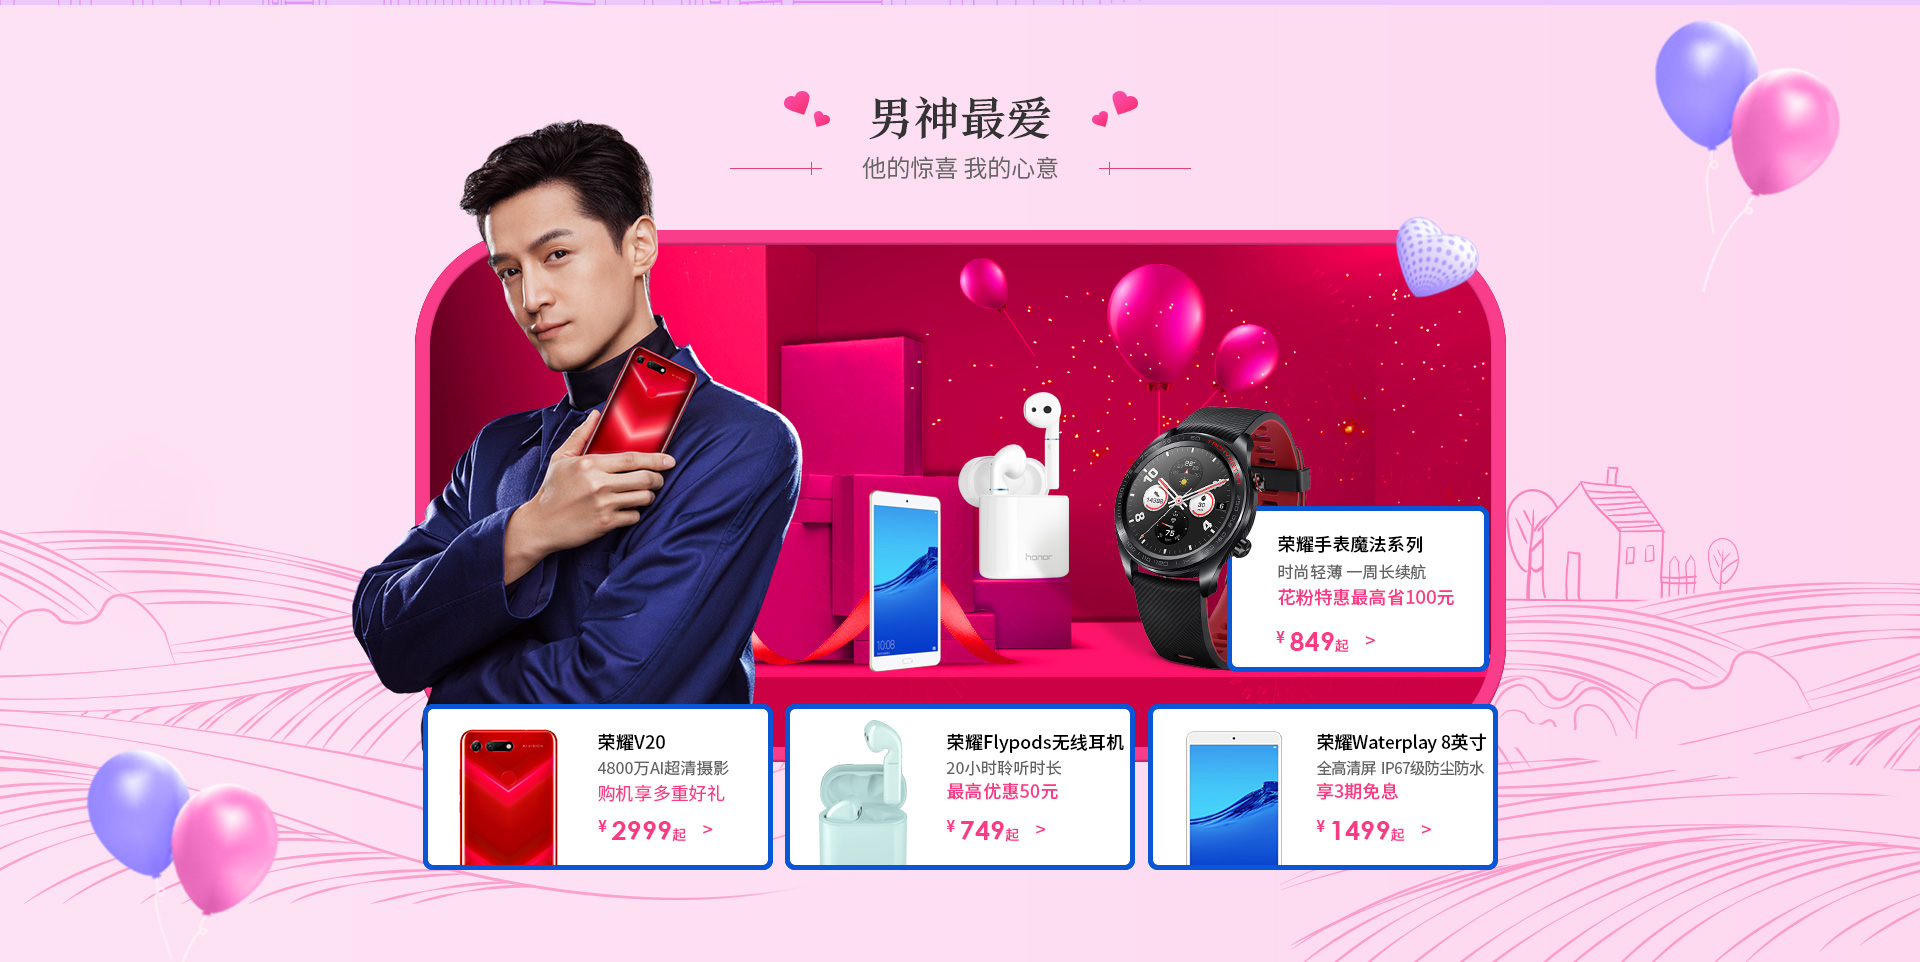 男神最爱
他的惊喜 我的心意
honor
10:08
荣耀手表魔法系列
时尚轻薄 一周长续航
花粉特惠最高省100元
¥ 849起 >
荣耀V20
4800万AI超清摄影
购机享多重好礼
¥ 2999起 >
荣耀Flypods无线耳机
20小时聆听时长
最高优惠50元
¥ 749起 >
荣耀Waterplay 8英寸
全高清屏 IP67级防尘防水
享3期免息
¥ 1499起 >